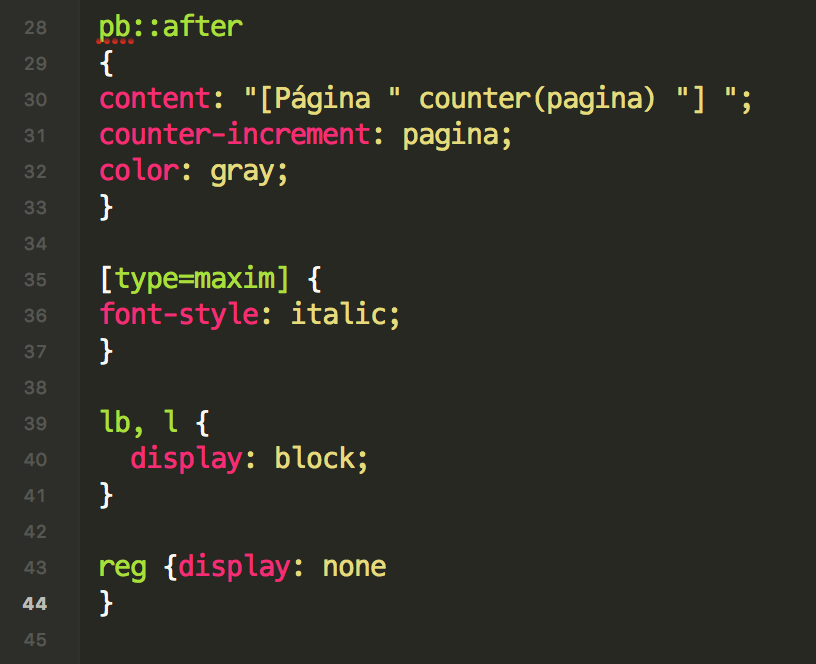 28 pb::after
29 {
30 content: "[Página " counter(pagina) "] ";
31 counter-increment: pagina;
32 color: gray;
33 }
34
35 [type=maxim] {
36 font-style: italic;
37 }
38
39 lb, l {
40   display: block;
41 }
42
43 reg {display: none
44 }
45